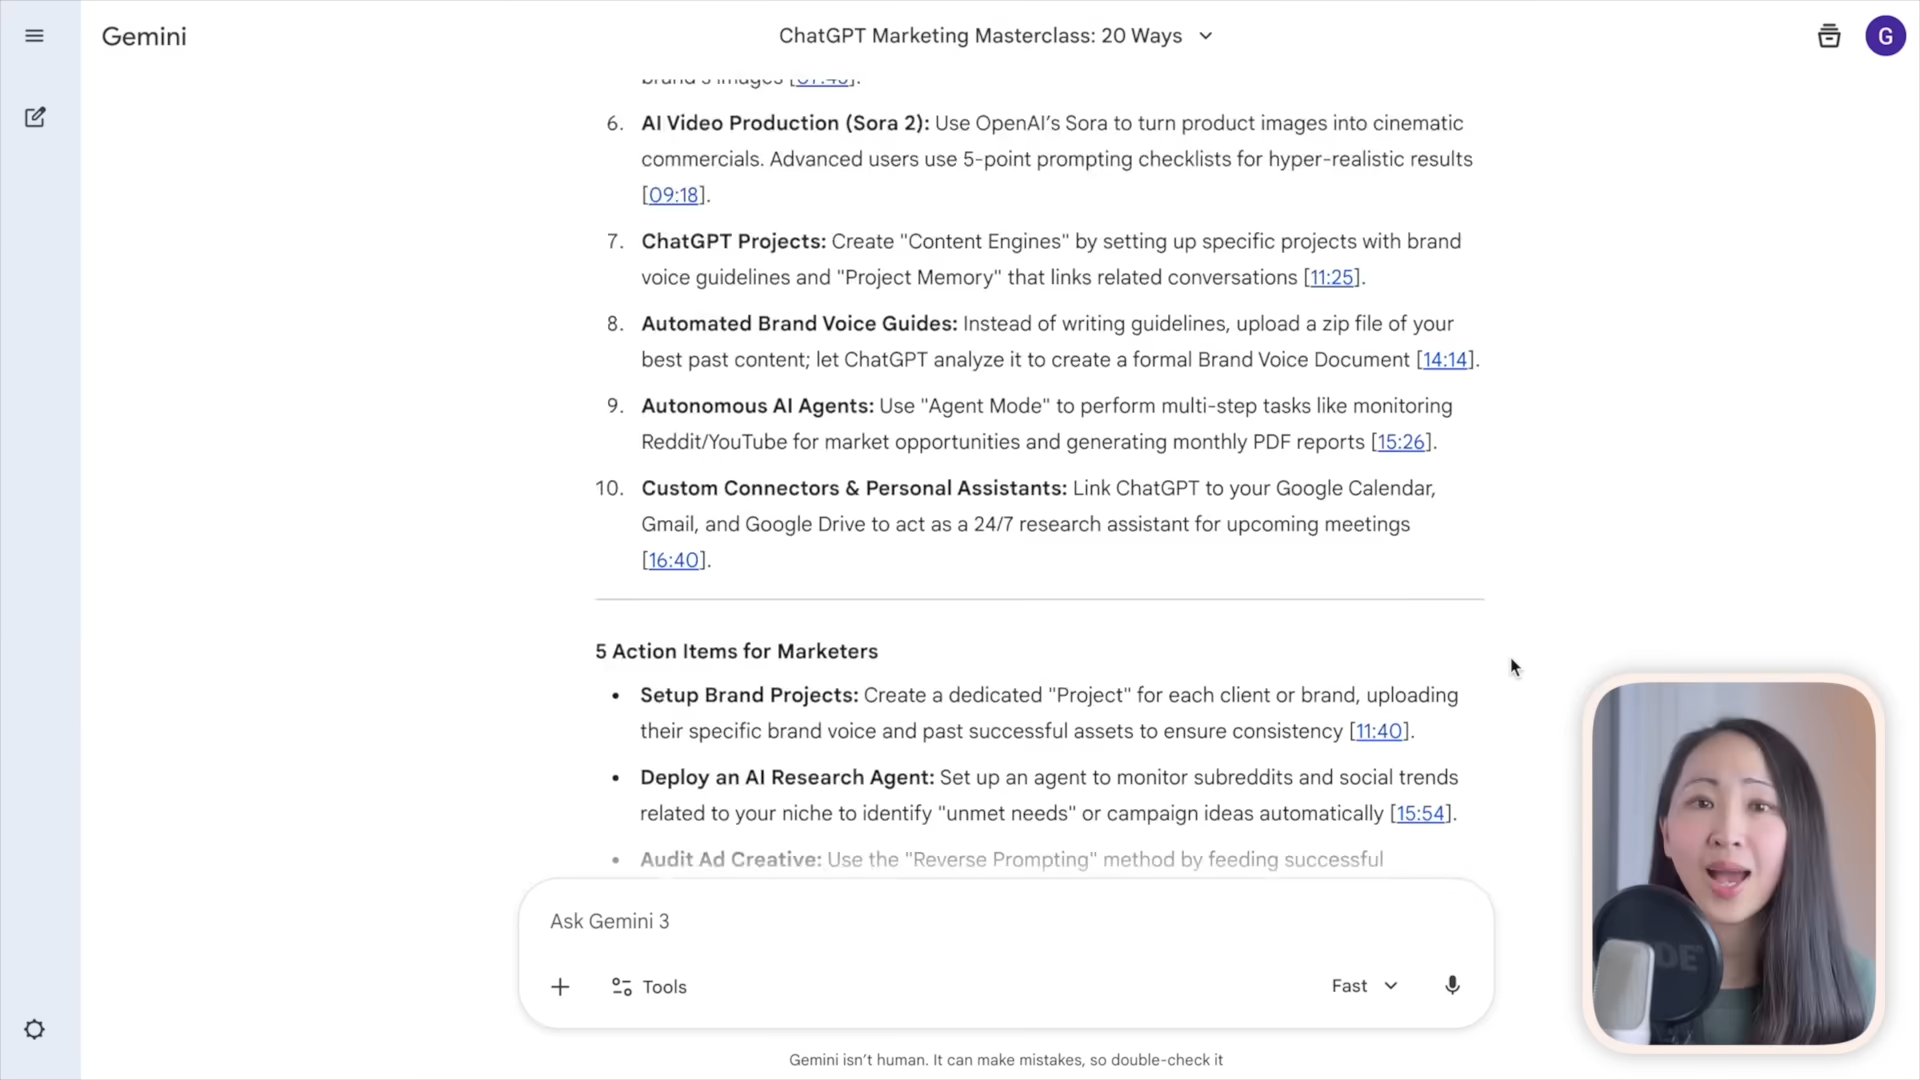 Gemini
ChatGPT Marketing Masterclass: 20 Ways
G
brand's images [07:43].
6. AI Video Production (Sora 2): Use OpenAI's Sora to turn product images into cinematic
commercials. Advanced users use 5-point prompting checklists for hyper-realistic results
[09:18].
7. ChatGPT Projects: Create "Content Engines" by setting up specific projects with brand
voice guidelines and "Project Memory" that links related conversations [11:25].
8. Automated Brand Voice Guides: Instead of writing guidelines, upload a zip file of your
best past content; let ChatGPT analyze it to create a formal Brand Voice Document [14:14].
9. Autonomous AI Agents: Use "Agent Mode" to perform multi-step tasks like monitoring
Reddit/YouTube for market opportunities and generating monthly PDF reports [15:26].
10. Custom Connectors & Personal Assistants: Link ChatGPT to your Google Calendar,
Gmail, and Google Drive to act as a 24/7 research assistant for upcoming meetings
[16:40].
5 Action Items for Marketers
• Setup Brand Projects: Create a dedicated "Project" for each client or brand, uploading
their specific brand voice and past successful assets to ensure consistency [11:40].
• Deploy an AI Research Agent: Set up an agent to monitor subreddits and social trends
related to your niche to identify "unmet needs" or campaign ideas automatically [15:54].
• Audit Ad Creative: Use the "Reverse Prompting" method by feeding successful
Ask Gemini 3
Tools
Fast
Gemini isn't human. It can make mistakes, so double-check it